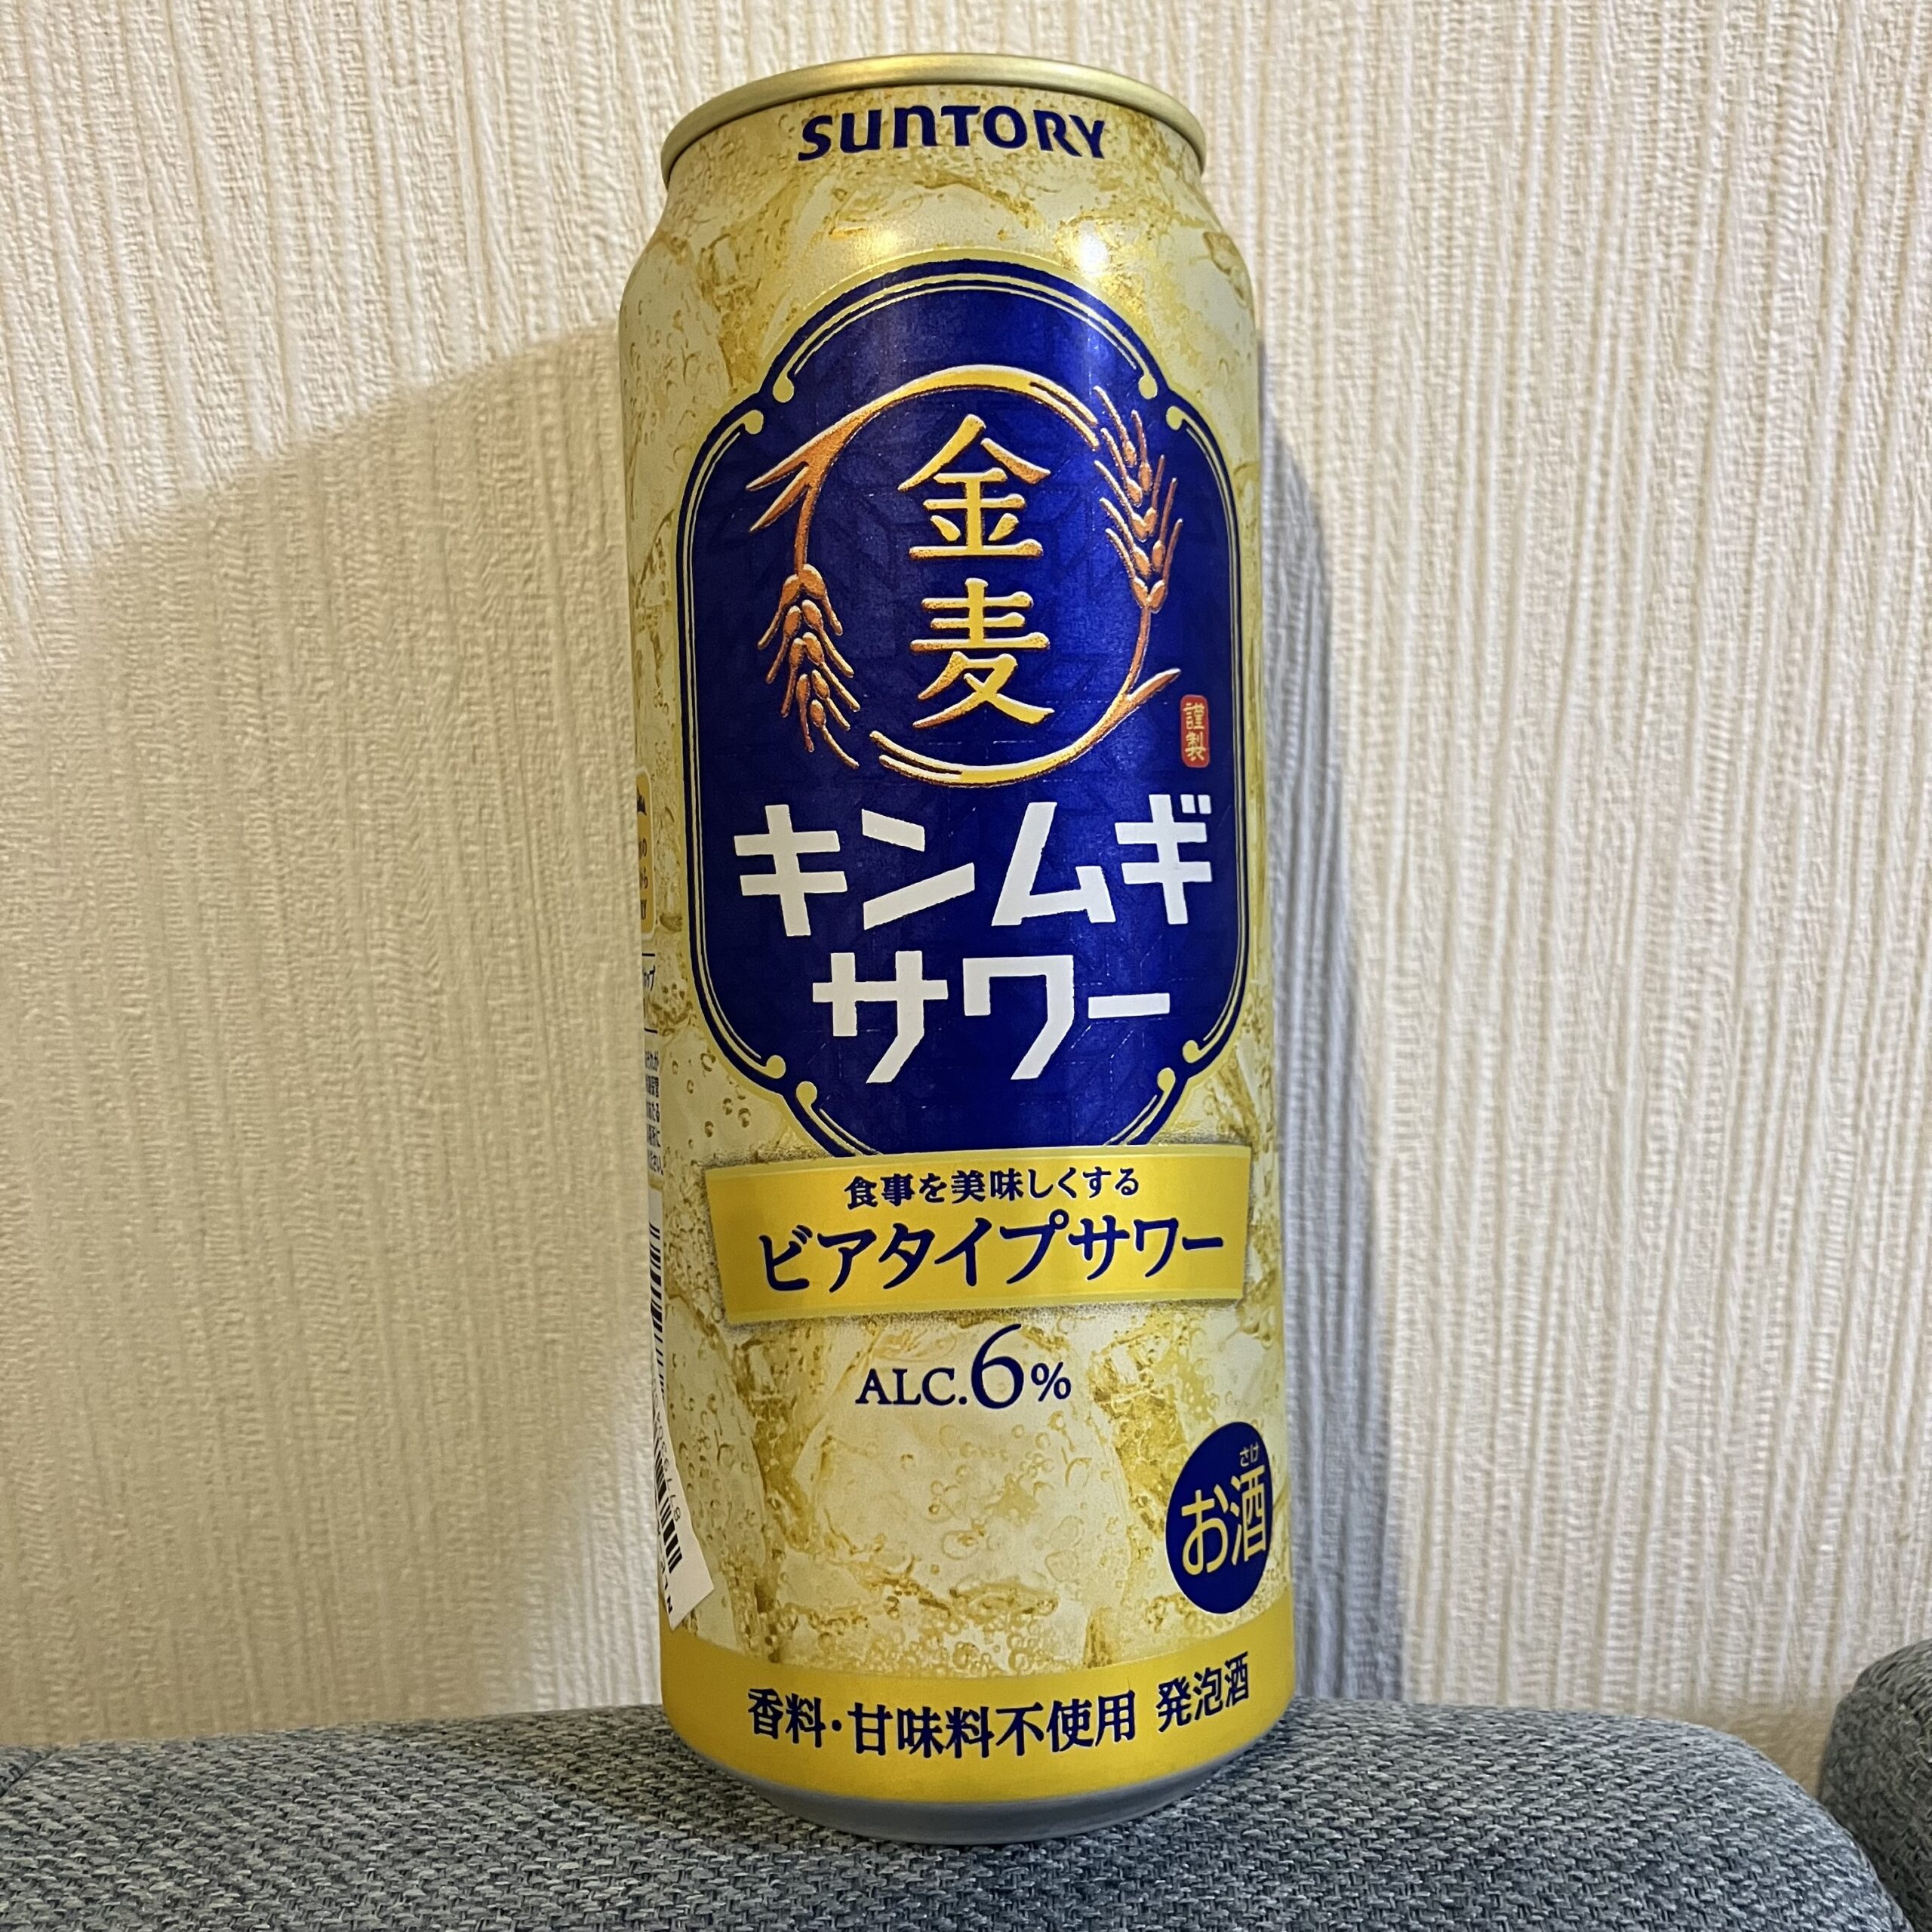 SUNTORY
金麦
謹製
キンムギ
サワー
食事を美味しくする
ビアタイプサワー
ALC.6%
さけ
お酒
香料・甘味料不使用 発泡酒